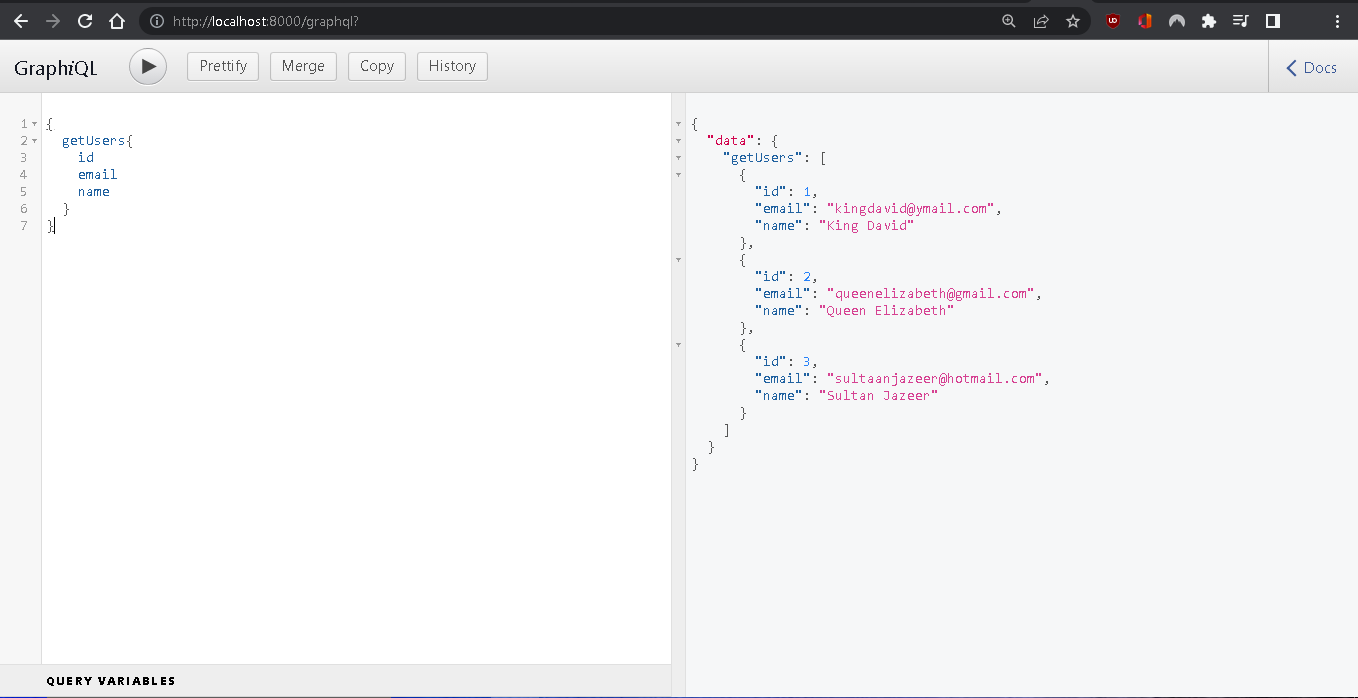 http://localhost:8000/graphql?
GraphiQL
Prettify
Merge
Copy
History
Docs
1 {
2   getUsers{
3     id
4     email
5     name
6   }
7 }
{
  "data": {
    "getUsers": [
      {
        "id": 1,
        "email": "kingdavid@ymail.com",
        "name": "King David"
      },
      {
        "id": 2,
        "email": "queenelizabeth@gmail.com",
        "name": "Queen Elizabeth"
      },
      {
        "id": 3,
        "email": "sultaanjazeer@hotmail.com",
        "name": "Sultan Jazeer"
      }
    ]
  }
}
QUERY VARIABLES